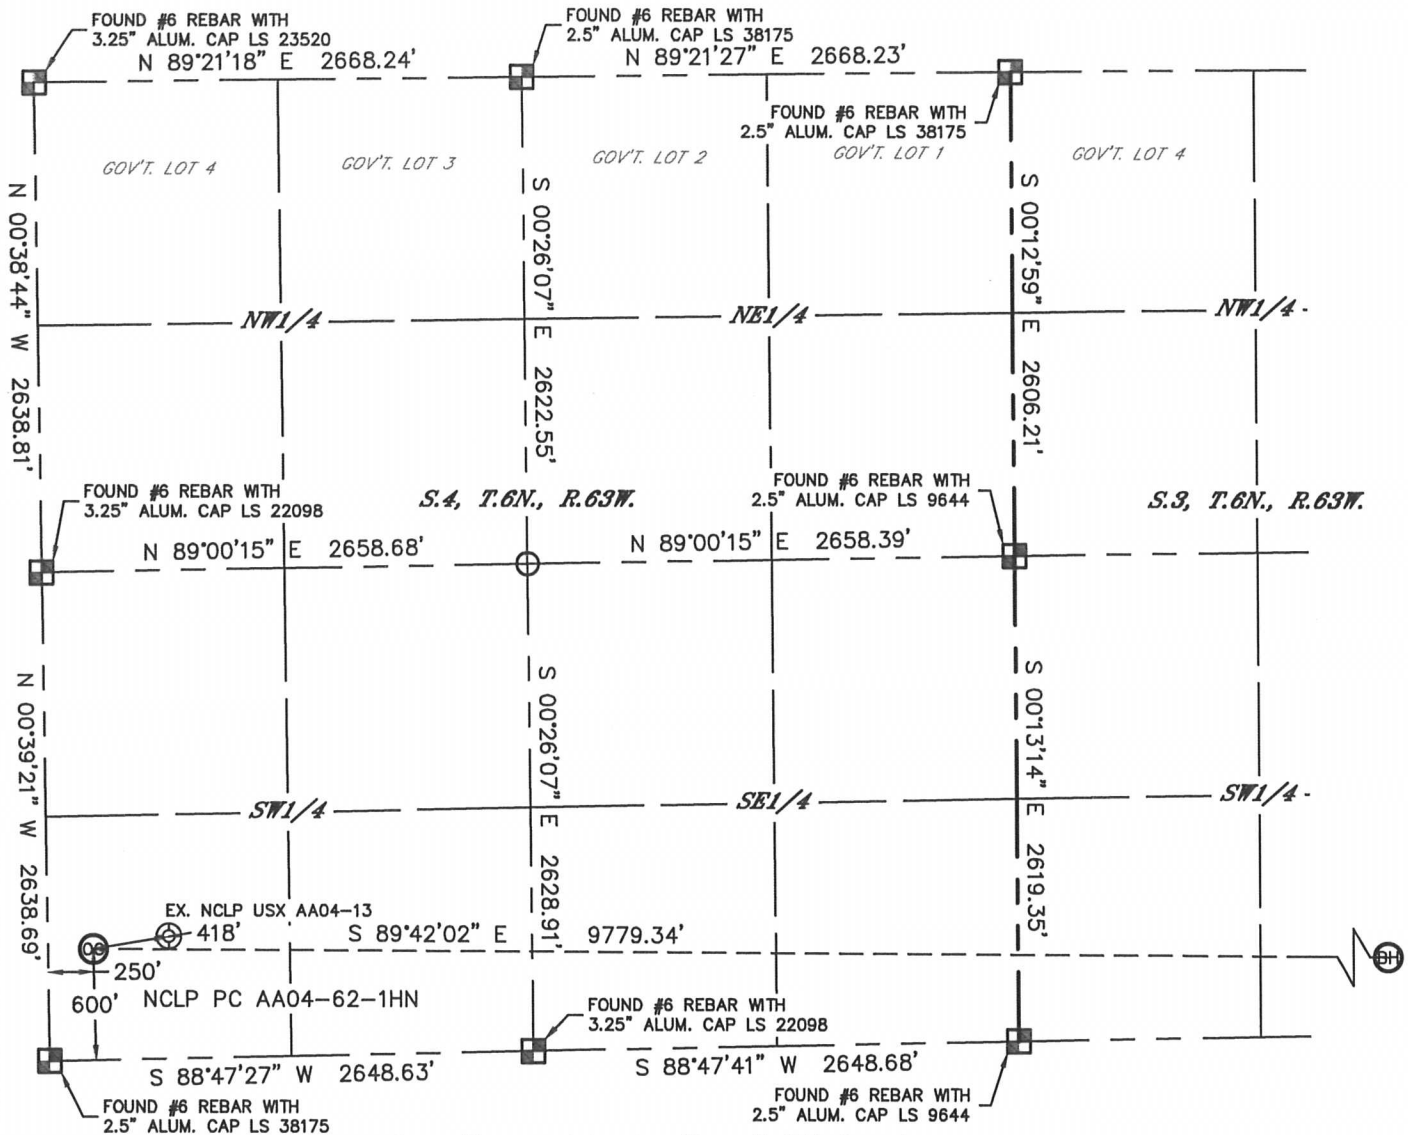 FOUND #6 REBAR WITH
3.25" ALUM. CAP LS 23520
N 89°21'18" E 2668.24'
FOUND #6 REBAR WITH
2.5" ALUM. CAP LS 38175
N 89°21'27" E 2668.23'
FOUND #6 REBAR WITH
2.5" ALUM. CAP LS 38175
GOV'T. LOT 4
GOV'T. LOT 3
GOV'T. LOT 2
GOV'T. LOT 1
GOV'T. LOT 4
N 00°38'44" W 2638.81'
S 00°26'07" E 2622.55'
S 00°12'59" E 2606.21'
NW1/4
NE1/4
NW1/4
FOUND #6 REBAR WITH
3.25" ALUM. CAP LS 22098
S.4, T.6N., R.63W.
FOUND #6 REBAR WITH
2.5" ALUM. CAP LS 9644
S.3, T.6N., R.63W.
N 89°00'15" E 2658.68'
N 89°00'15" E 2658.39'
N 00°39'21" W 2638.69'
S 00°26'07" E 2628.91'
S 00°13'14" E 2619.35'
SW1/4
SE1/4
SW1/4
EX. NCLP USX AA04-13
418'
S 89°42'02" E 9779.34'
BH
250'
600'
NCLP PC AA04-62-1HN
FOUND #6 REBAR WITH
3.25" ALUM. CAP LS 22098
S 88°47'27" W 2648.63'
S 88°47'41" W 2648.68'
FOUND #6 REBAR WITH
2.5" ALUM. CAP LS 38175
FOUND #6 REBAR WITH
2.5" ALUM. CAP LS 9644